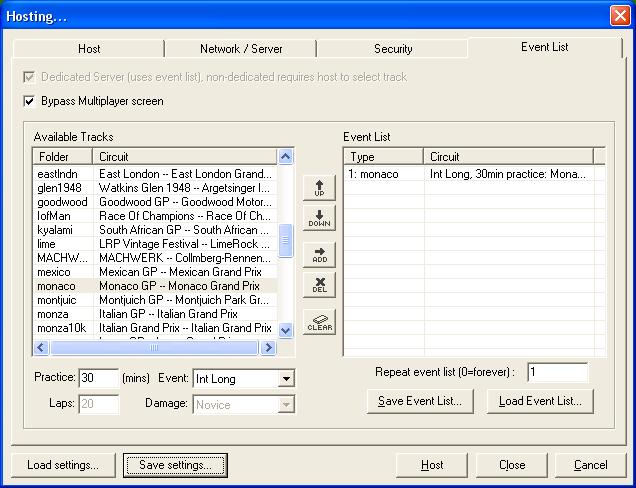 Hosting...
Host Network / Server Security Event List
Dedicated Server (uses event list), non-dedicated requires host to select track
Bypass Multiplayer screen
Available Tracks
Folder Circuit
eastlndn East London -- East London Grand...
glen1948 Watkins Glen 1948 -- Argetsinger I...
goodwood Goodwood GP -- Goodwood Motor...
IofMan Race Of Champions -- Race Of Ch...
kyalami South African GP -- South African ...
lime LRP Vintage Festival -- LimeRock ...
MACHW... MACHWERK -- Collmberg-Rennen...
mexico Mexican GP -- Mexican Grand Prix
monaco Monaco GP -- Monaco Grand Prix
montjuic Montjuich GP -- Montjuich Park Gr...
monza Italian GP -- Italian Grand Prix
monza10k Italian Grand Prix -- Italian Grand Prix
UP
DOWN
ADD
DEL
CLEAR
Event List
Type Circuit
1: monaco Int Long, 30min practice: Mona...
Practice: 30 (mins) Event: Int Long
Laps: 20 Damage: Novice
Repeat event list (0=forever) : 1
Save Event List... Load Event List...
Load settings... Save settings... Host Close Cancel